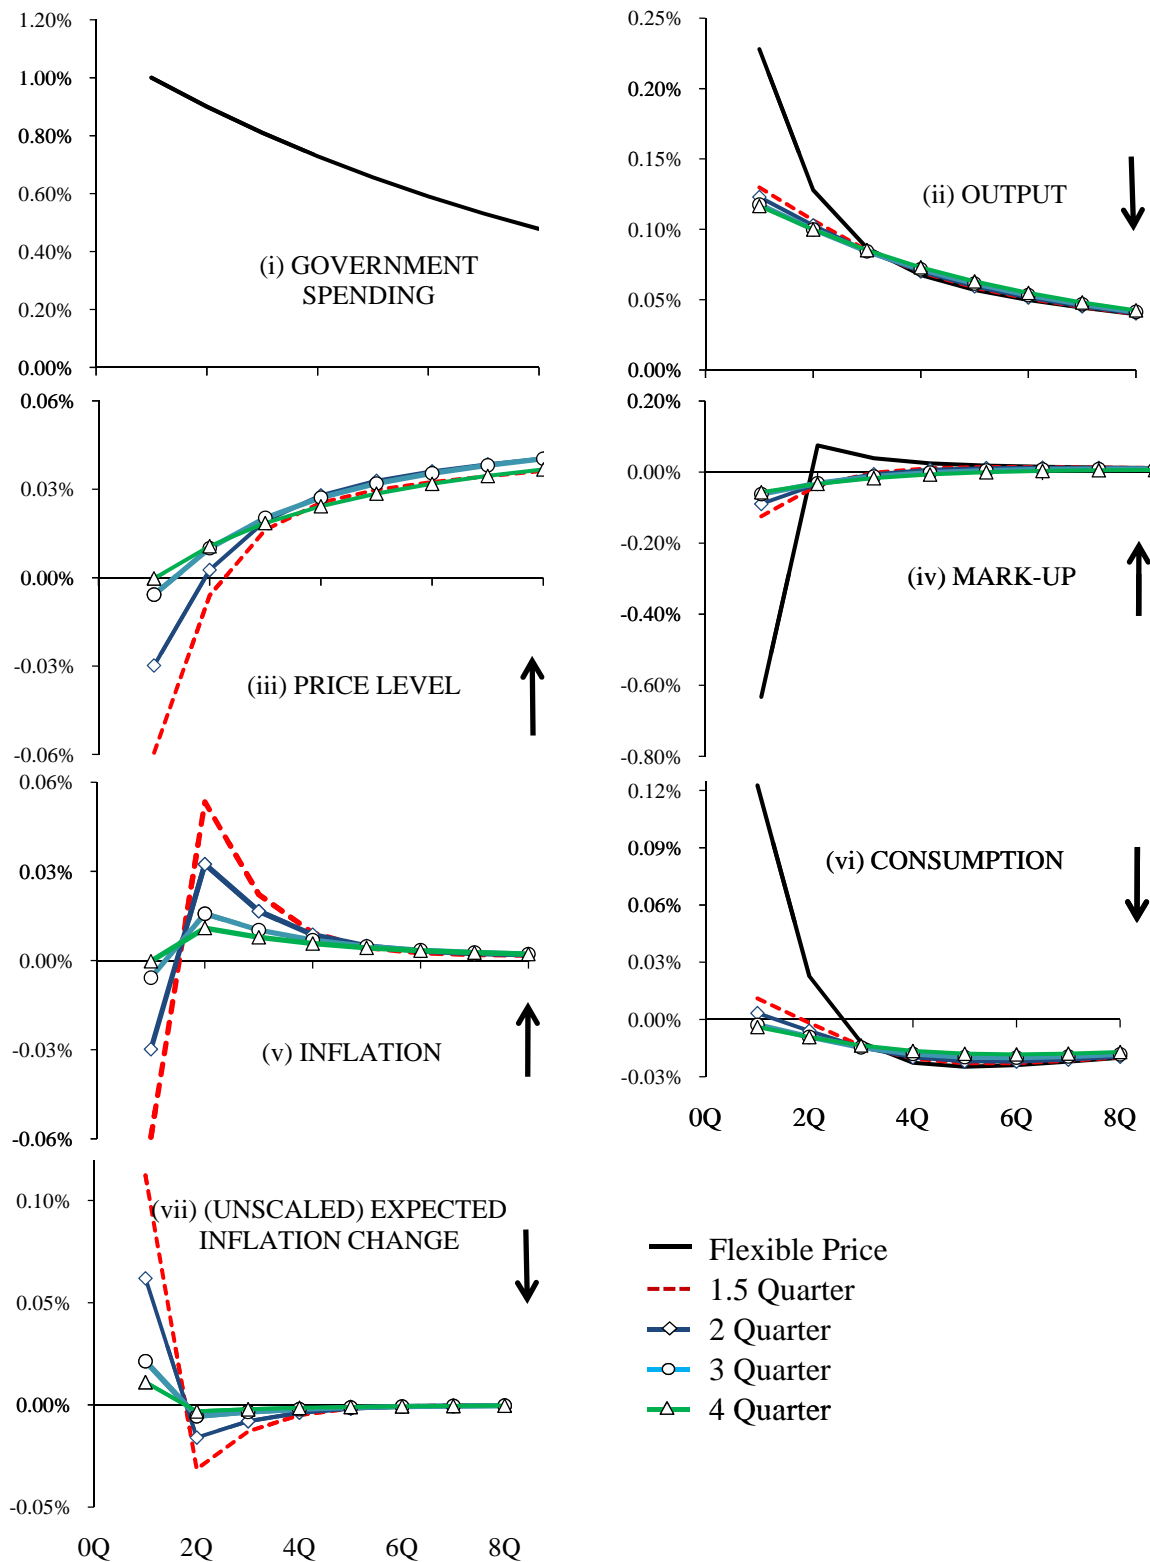 1.20%
1.00%
0.80%
0.60%
0.40%
0.20%
0.00%
(i) GOVERNMENT
SPENDING
0.25%
0.20%
0.15%
0.10%
0.05%
0.00%
(ii) OUTPUT
0.06%
0.03%
0.00%
-0.03%
-0.06%
(iii) PRICE LEVEL
0.20%
0.00%
-0.20%
-0.40%
-0.60%
-0.80%
(iv) MARK-UP
0.06%
0.03%
0.00%
-0.03%
-0.06%
(v) INFLATION
0.12%
0.09%
0.06%
0.03%
0.00%
-0.03%
(vi) CONSUMPTION
0Q 2Q 4Q 6Q 8Q
0.10%
0.05%
0.00%
-0.05%
(vii) (UNSCALED) EXPECTED
INFLATION CHANGE
0Q 2Q 4Q 6Q 8Q
Flexible Price
1.5 Quarter
2 Quarter
3 Quarter
4 Quarter